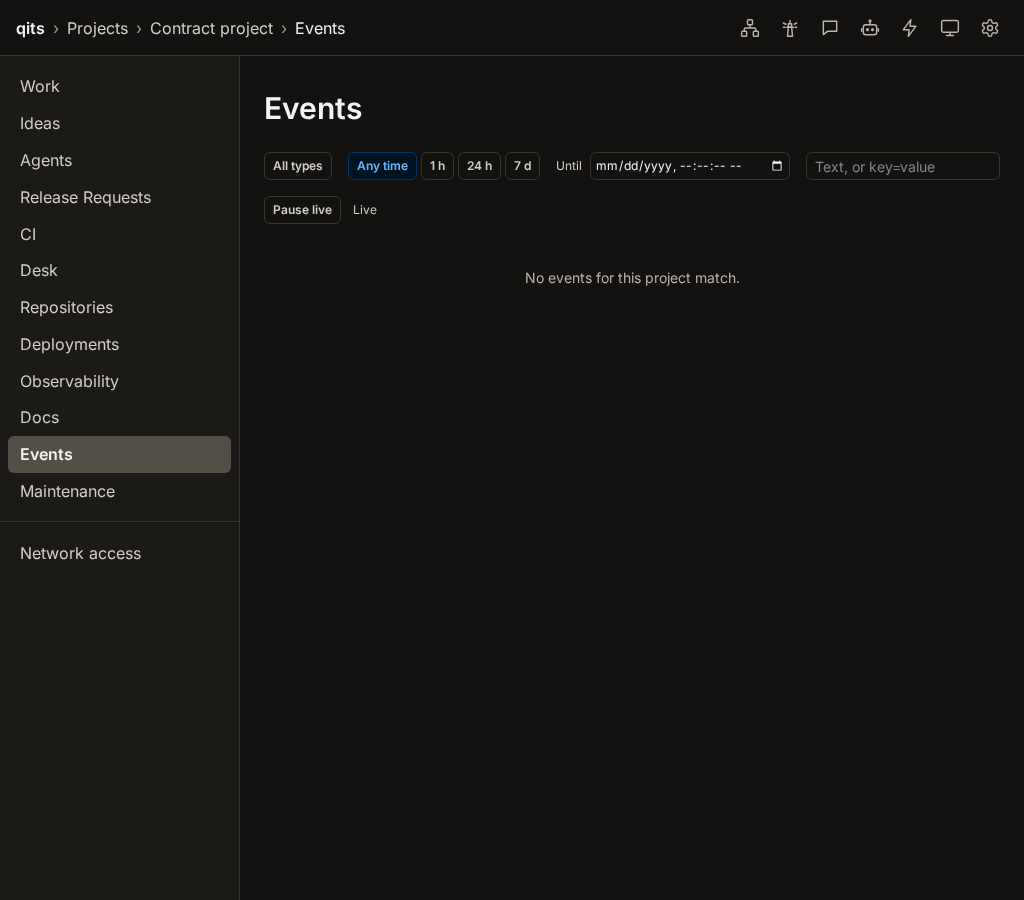 qits › Projects › Contract project › Events
Work
Ideas
Agents
Release Requests
CI
Desk
Repositories
Deployments
Observability
Docs
Events
Maintenance
Network access
Events
All types Any time 1 h 24 h 7 d Until mm/dd/yyyy, --:--:-- -- Text, or key=value
Pause live Live
No events for this project match.